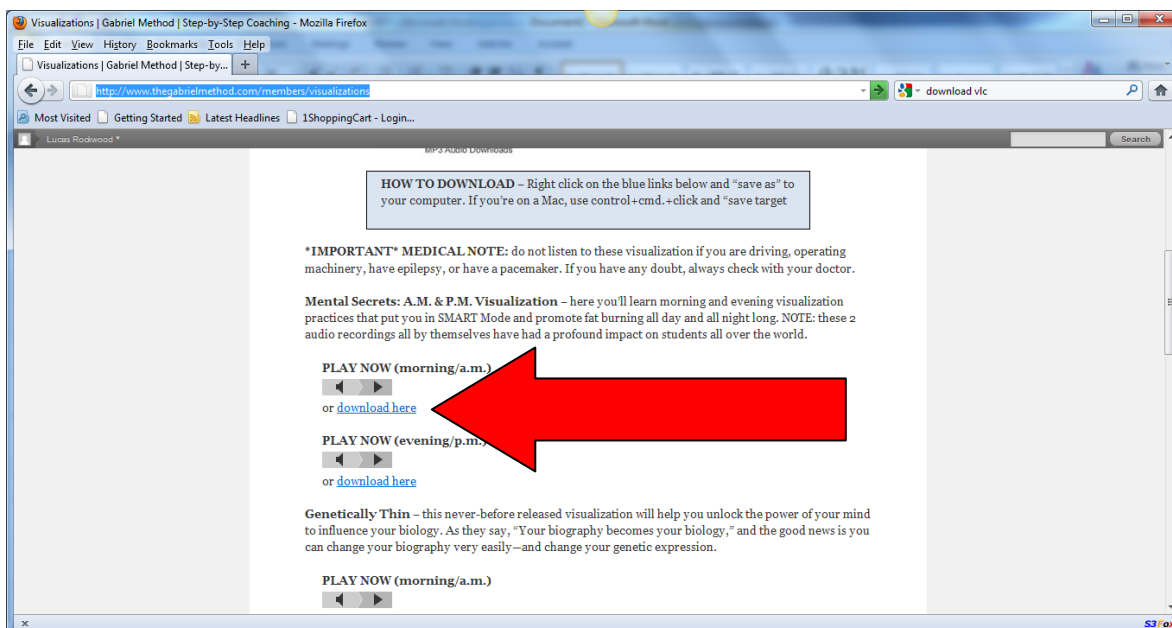 Visualizations | Gabriel Method | Step-by-Step Coaching - Mozilla Firefox
File Edit View History Bookmarks Tools Help
Visualizations | Gabriel Method | Step-by... +
http://www.thegabrielmethod.com/members/visualizations
download vlc
Most Visited Getting Started Latest Headlines 1ShoppingCart - Login...
Lucas Rockwood * Search
MP3 Audio Downloads
HOW TO DOWNLOAD – Right click on the blue links below and “save as” to
your computer. If you're on a Mac, use control+cmd.+click and “save target
*IMPORTANT* MEDICAL NOTE: do not listen to these visualization if you are driving, operating
machinery, have epilepsy, or have a pacemaker. If you have any doubt, always check with your doctor.
Mental Secrets: A.M. & P.M. Visualization – here you'll learn morning and evening visualization
practices that put you in SMART Mode and promote fat burning all day and all night long. NOTE: these 2
audio recordings all by themselves have had a profound impact on students all over the world.
PLAY NOW (morning/a.m.)
or download here
PLAY NOW (evening/p.m.)
or download here
Genetically Thin – this never-before released visualization will help you unlock the power of your mind
to influence your biology. As they say, “Your biography becomes your biology,” and the good news is you
can change your biography very easily—and change your genetic expression.
PLAY NOW (morning/a.m.)
x